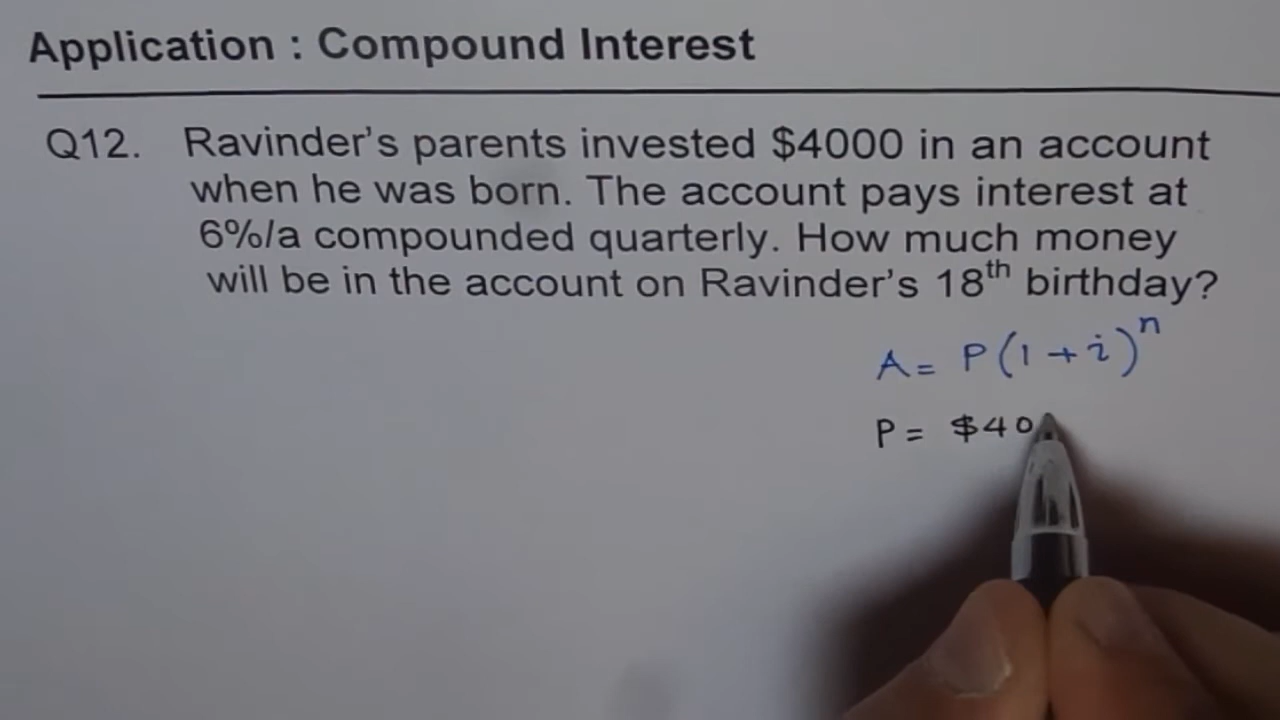 Application : Compound Interest
Q12. Ravinder's parents invested $4000 in an account
when he was born. The account pays interest at
6%/a compounded quarterly. How much money
will be in the account on Ravinder's 18th birthday?
A = P(1 + i)^n
P = $40